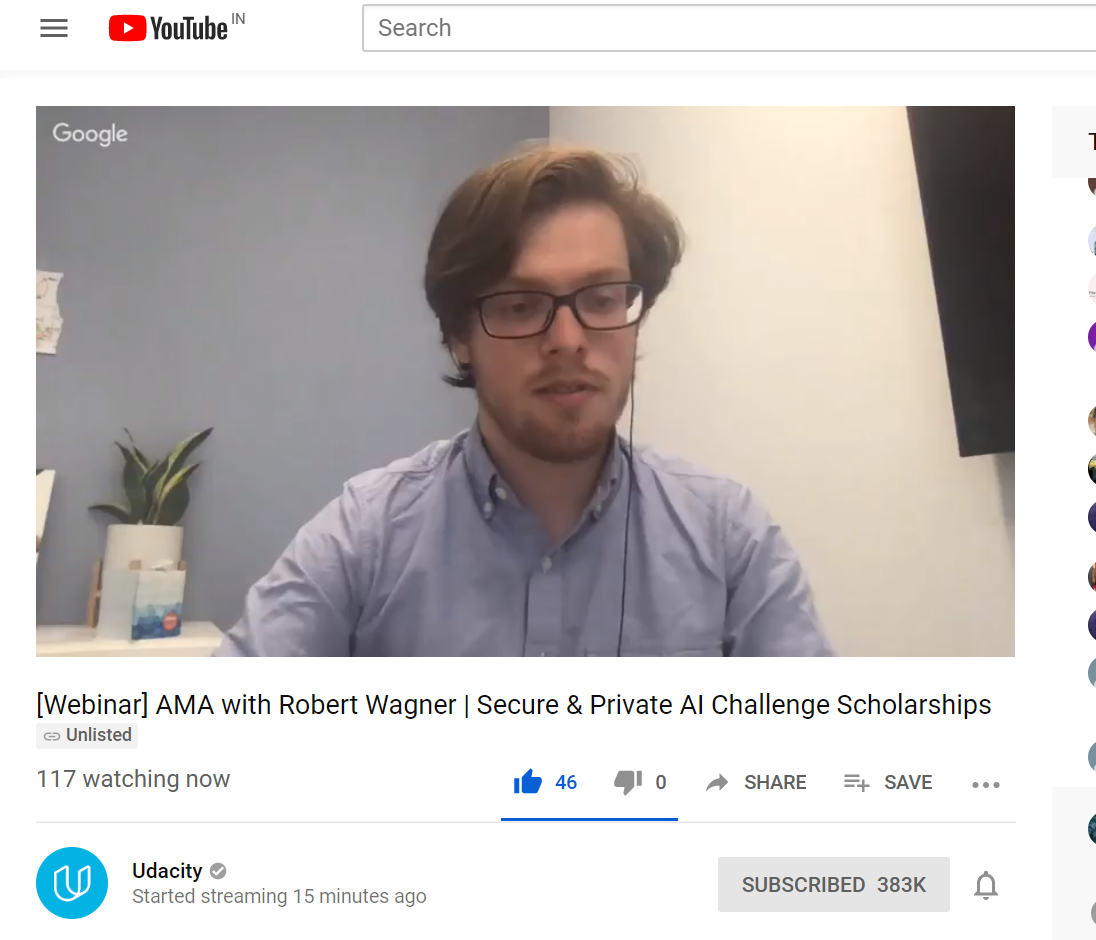 YouTube IN
Search
Google
[Webinar] AMA with Robert Wagner | Secure & Private AI Challenge Scholarships
Unlisted
117 watching now
46
0
SHARE
SAVE
Udacity
Started streaming 15 minutes ago
SUBSCRIBED 383K